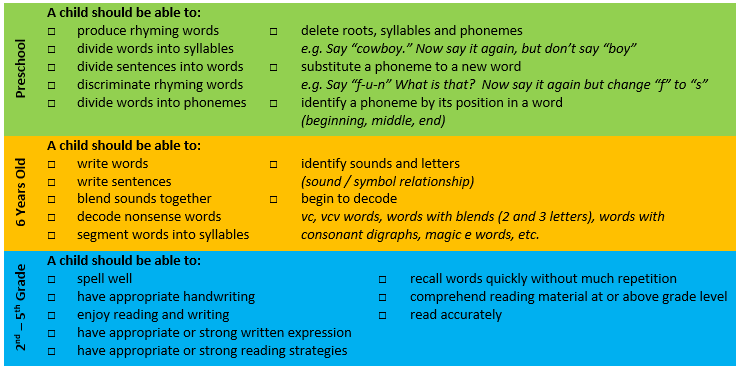 Preschool
A child should be able to:
□ produce rhyming words
□ divide words into syllables
□ divide sentences into words
□ discriminate rhyming words
□ divide words into phonemes
□ delete roots, syllables and phonemes
e.g. Say “cowboy.” Now say it again, but don’t say “boy”
□ substitute a phoneme to a new word
e.g. Say “f-u-n” What is that? Now say it again but change “f” to “s”
□ identify a phoneme by its position in a word
(beginning, middle, end)
6 Years Old
A child should be able to:
□ write words
□ write sentences
□ blend sounds together
□ decode nonsense words
□ segment words into syllables
□ identify sounds and letters
(sound / symbol relationship)
□ begin to decode
vc, vcv words, words with blends (2 and 3 letters), words with
consonant digraphs, magic e words, etc.
2nd – 5th Grade
A child should be able to:
□ spell well
□ have appropriate handwriting
□ enjoy reading and writing
□ have appropriate or strong written expression
□ have appropriate or strong reading strategies
□ recall words quickly without much repetition
□ comprehend reading material at or above grade level
□ read accurately